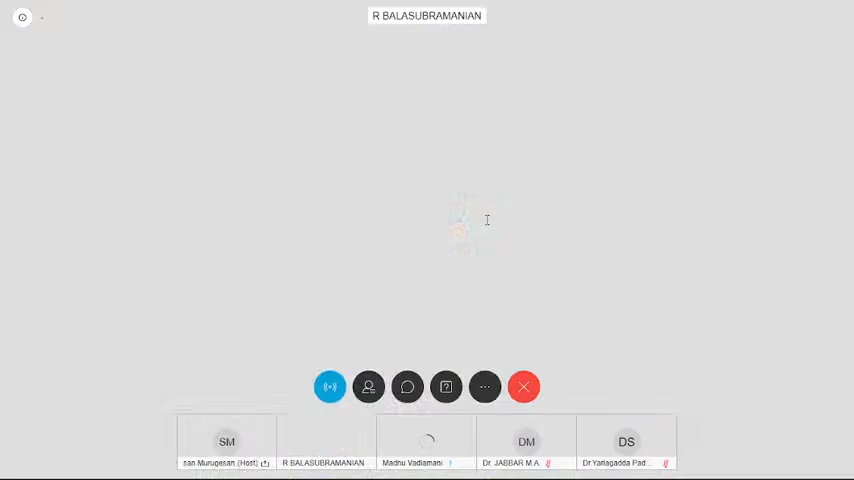 R BALASUBRAMANIAN
SM
DM
DS
san Murugesan (Host)
R BALASUBRAMANIAN
Madhu Vadlamani
Dr. JABBAR M.A.
Dr.Yarlagadda Pad...